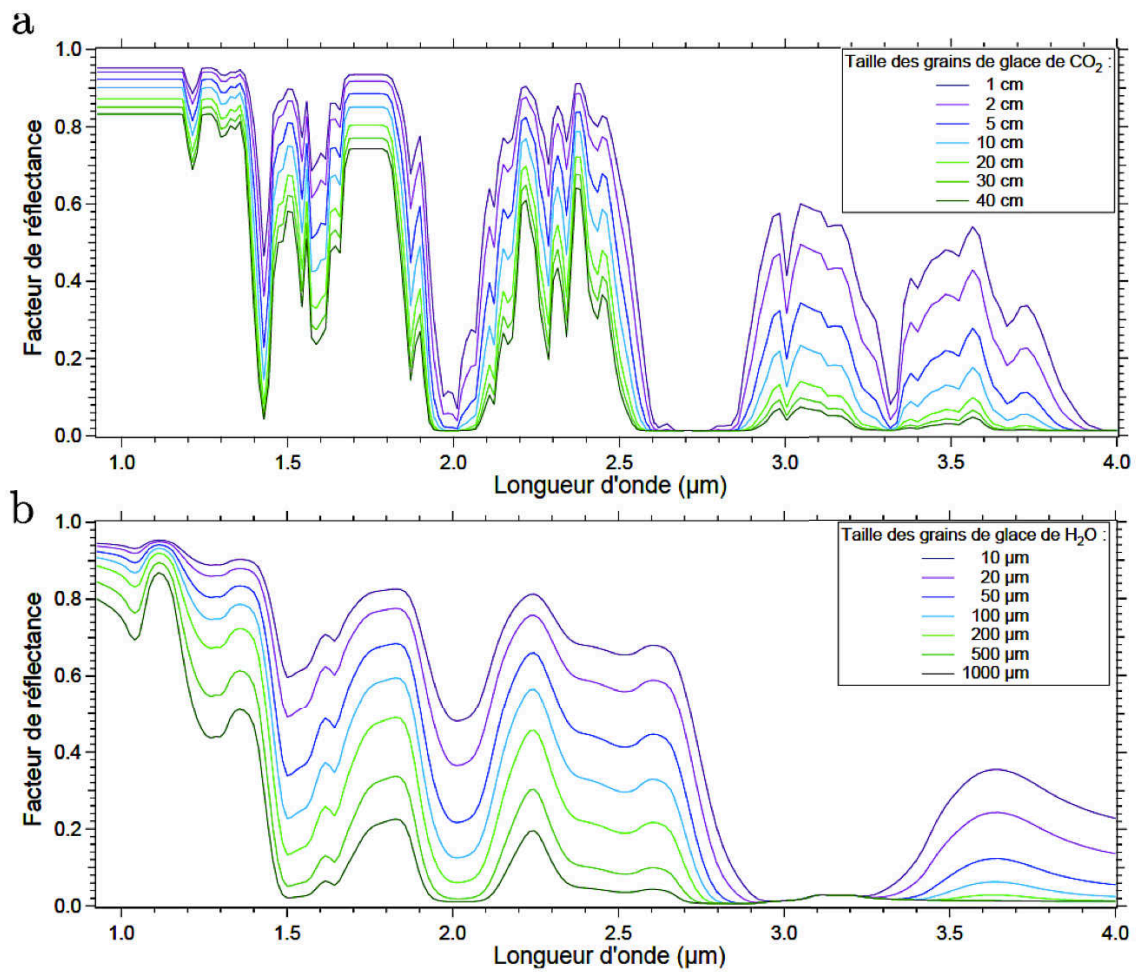 a
Facteur de réflectance
1.0
0.8
0.6
0.4
0.2
0.0
Taille des grains de glace de CO₂ :
1 cm
2 cm
5 cm
10 cm
20 cm
30 cm
40 cm
1.0 1.5 2.0 2.5 3.0 3.5 4.0
Longueur d'onde (µm)
b
Facteur de réflectance
1.0
0.8
0.6
0.4
0.2
0.0
Taille des grains de glace de H₂O :
10 µm
20 µm
50 µm
100 µm
200 µm
500 µm
1000 µm
1.0 1.5 2.0 2.5 3.0 3.5 4.0
Longueur d'onde (µm)